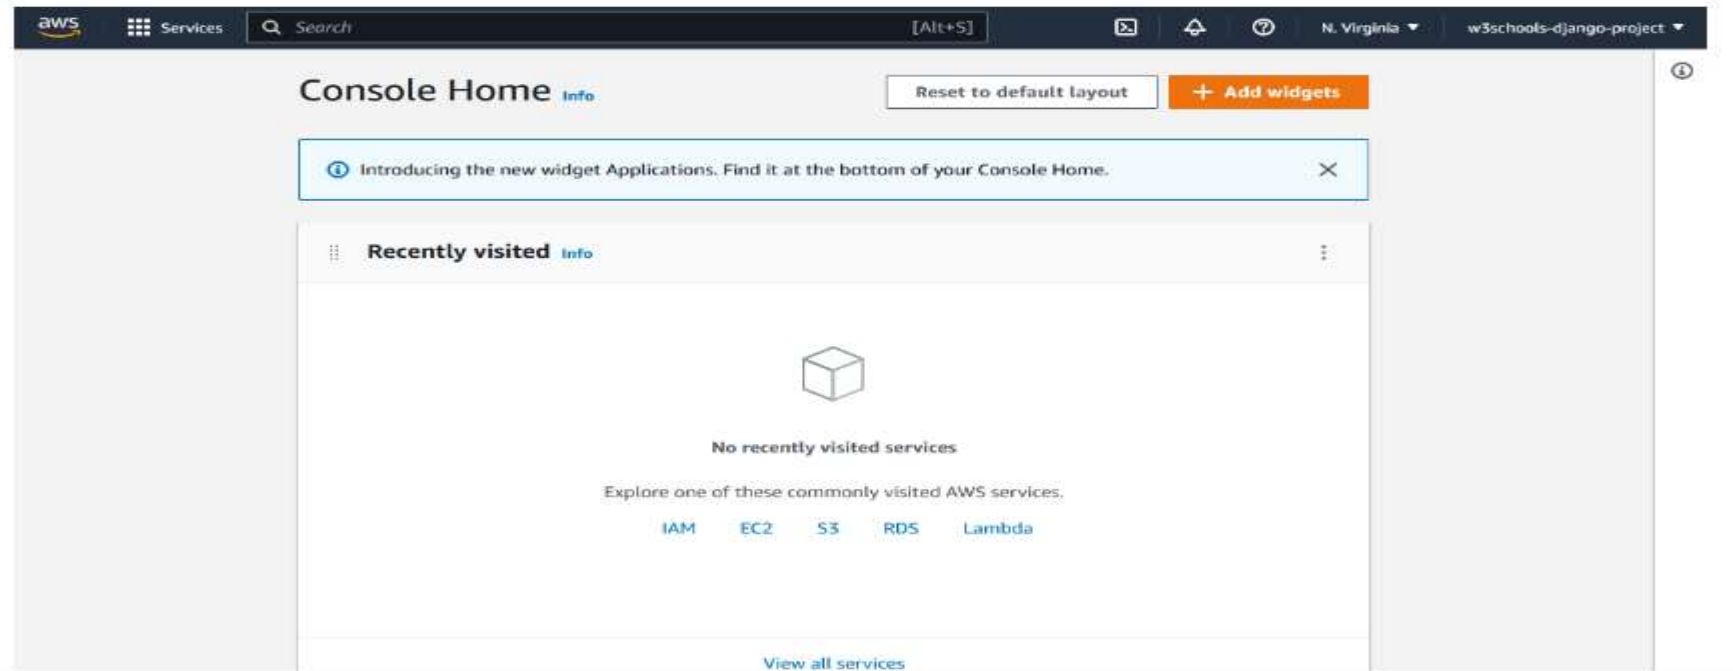 aws Services Search [Alt+S] N. Virginia w3schools-django-project
Console Home Info Reset to default layout + Add widgets
Introducing the new widget Applications. Find it at the bottom of your Console Home.
Recently visited Info
No recently visited services
Explore one of these commonly visited AWS services.
IAM EC2 S3 RDS Lambda
View all services